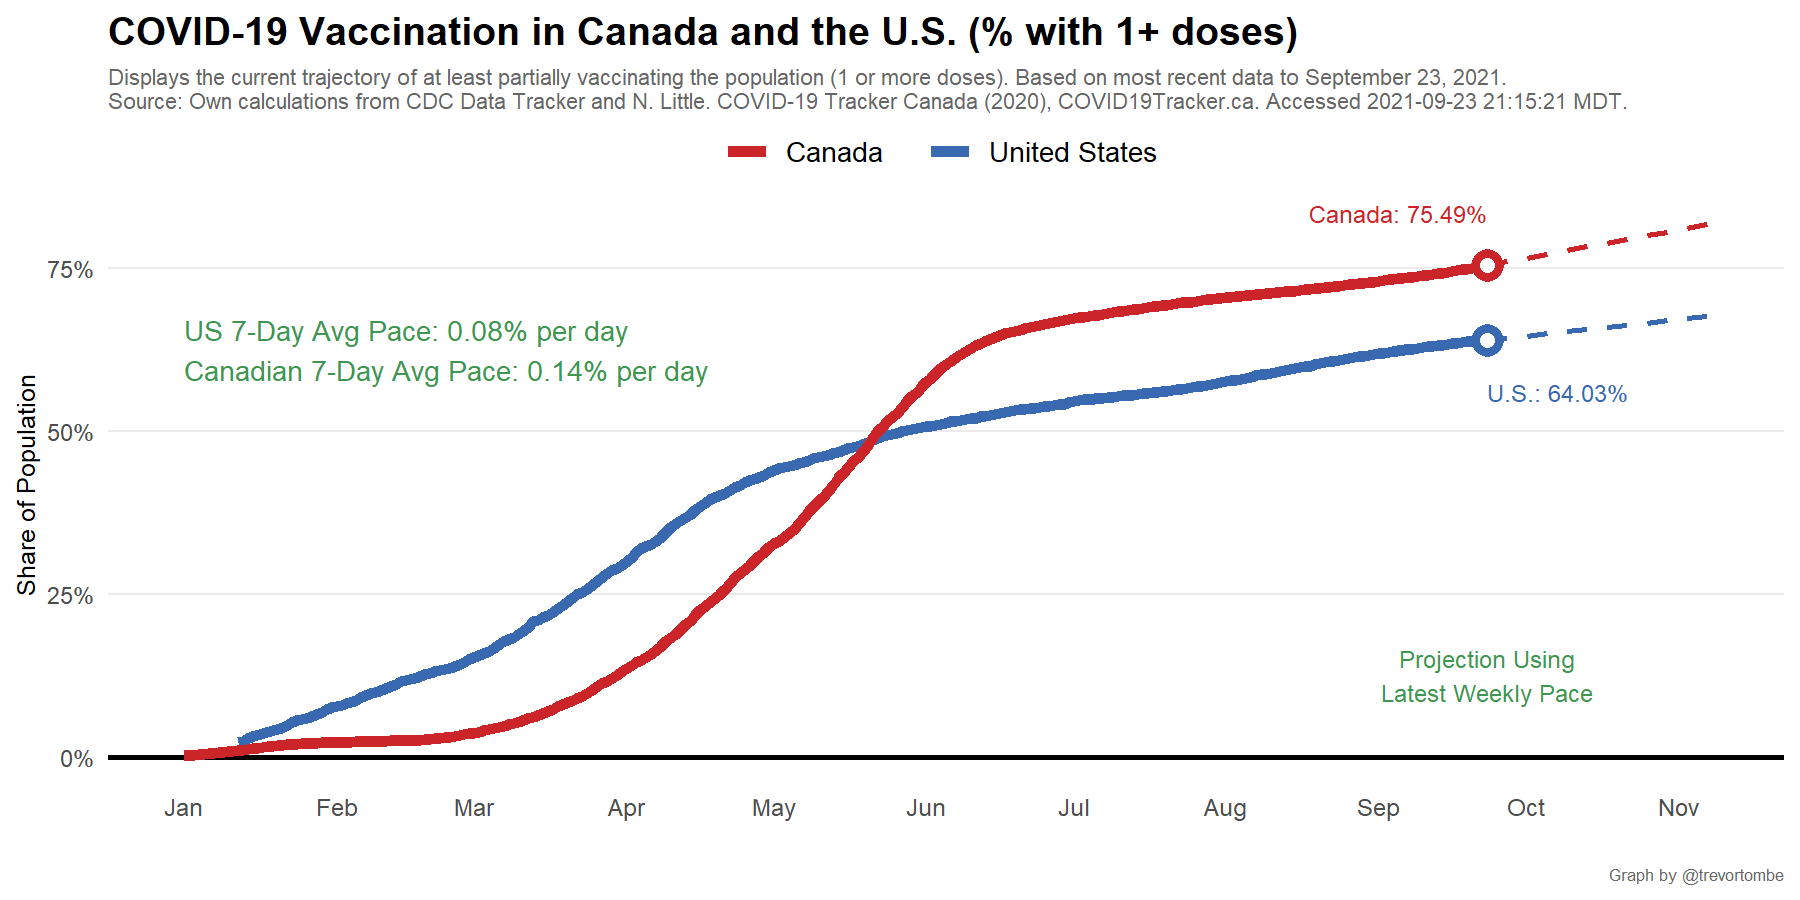 COVID-19 Vaccination in Canada and the U.S. (% with 1+ doses)
Displays the current trajectory of at least partially vaccinating the population (1 or more doses). Based on most recent data to September 23, 2021.
Source: Own calculations from CDC Data Tracker and N. Little. COVID-19 Tracker Canada (2020), COVID19Tracker.ca. Accessed 2021-09-23 21:15:21 MDT.
Canada United States
Canada: 75.49%
75%
US 7-Day Avg Pace: 0.08% per day
Canadian 7-Day Avg Pace: 0.14% per day
U.S.: 64.03%
Share of Population
50%
25%
Projection Using
Latest Weekly Pace
0%
Jan Feb Mar Apr May Jun Jul Aug Sep Oct Nov
Graph by @trevortombe